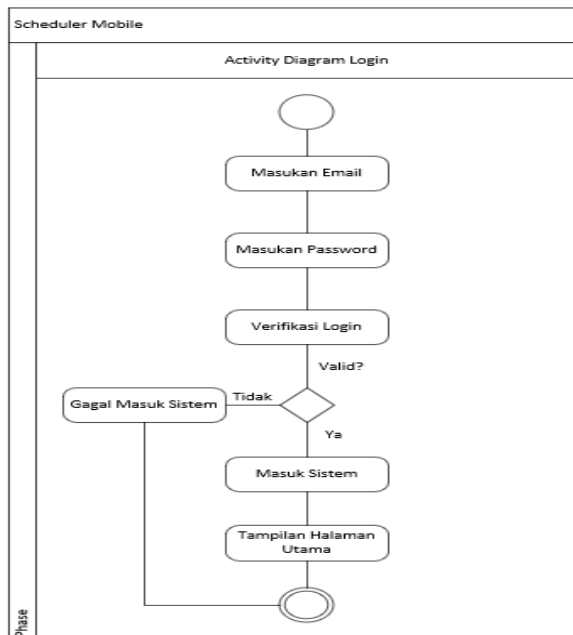 Scheduler Mobile
Activity Diagram Login
Masukan Email
Masukan Password
Verifikasi Login
Valid?
Gagal Masuk Sistem
Tidak
Ya
Masuk Sistem
Tampilan Halaman
Utama
Phase